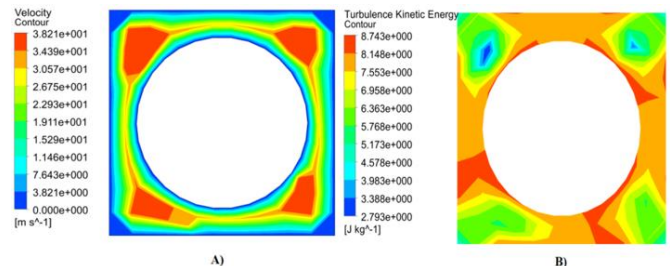 Velocity
Contour
3.821e+001
3.439e+001
3.057e+001
2.675e+001
2.293e+001
1.911e+001
1.529e+001
1.146e+001
7.643e+000
3.821e+000
0.000e+000
[m s^-1]
A)
Turbulence Kinetic Energy
Contour
8.743e+000
8.148e+000
7.553e+000
6.958e+000
6.363e+000
5.768e+000
5.173e+000
4.578e+000
3.983e+000
3.388e+000
2.793e+000
[J kg^-1]
B)